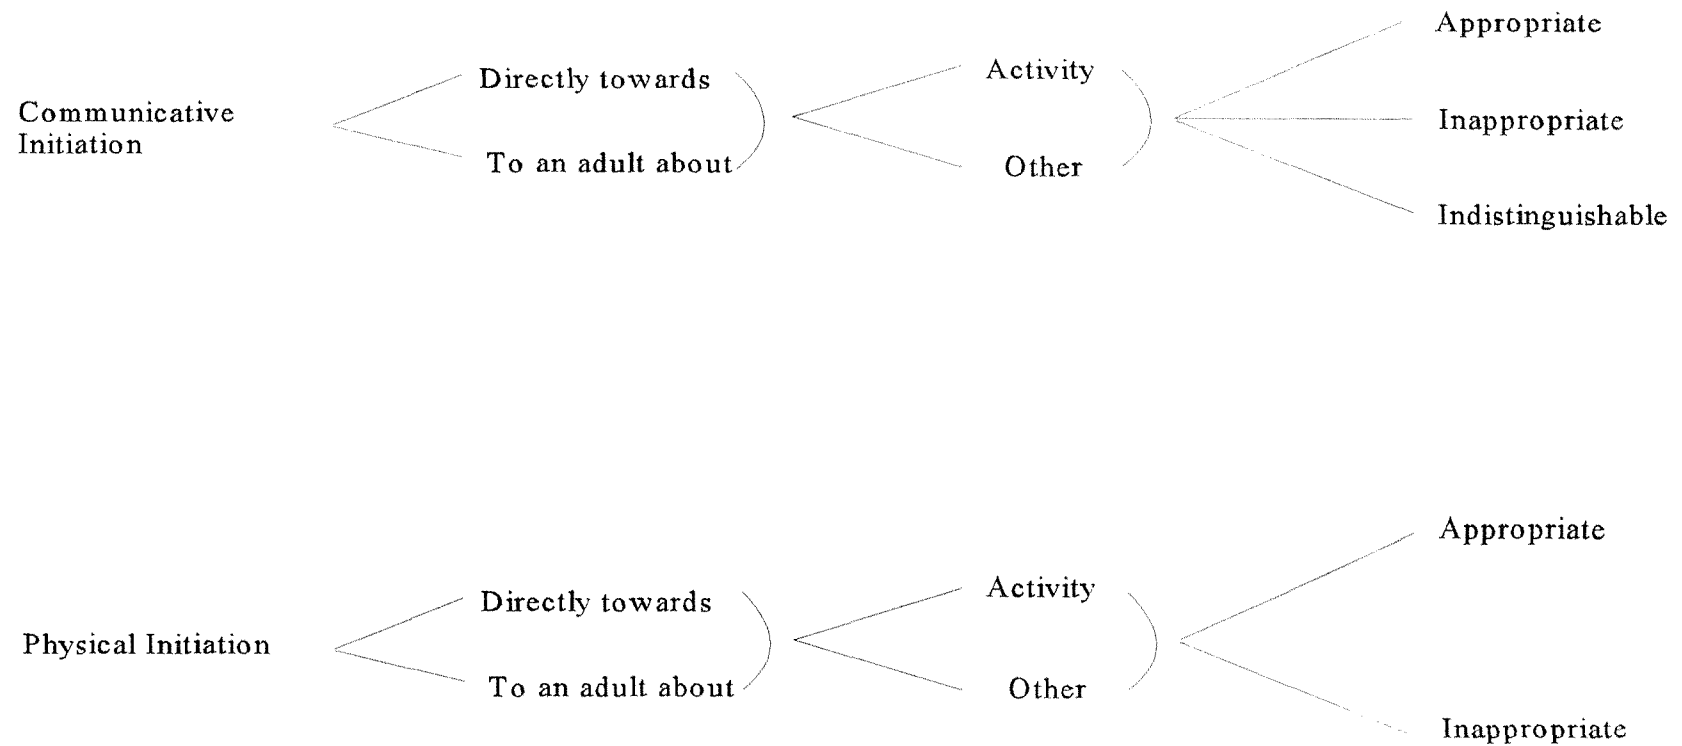 Appropriate
Directly towards
Activity
Communicative
Initiation
Inappropriate
To an adult about
Other
Indistinguishable
Appropriate
Directly towards
Activity
Physical Initiation
To an adult about
Other
Inappropriate